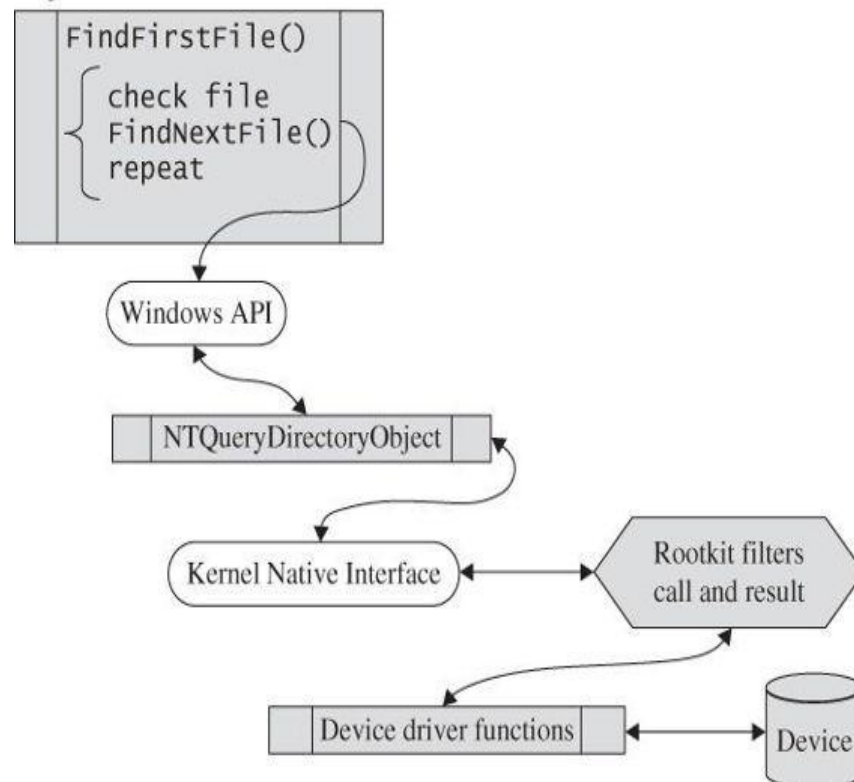 FindFirstFile()
check file
FindNextFile()
repeat
Windows API
NTQueryDirectoryObject
Kernel Native Interface
Rootkit filters
call and result
Device driver functions
Device